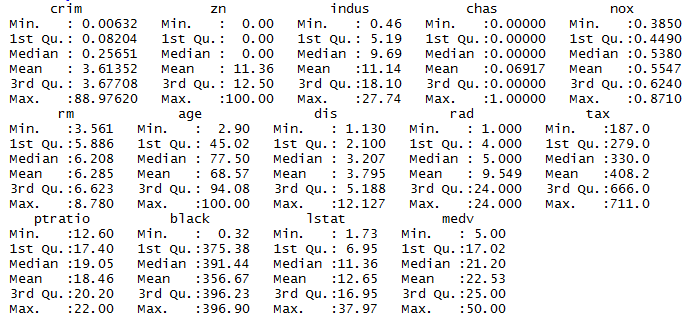 crim zn indus chas nox
Min. : 0.00632 Min. : 0.00 Min. : 0.46 Min. :0.00000 Min. :0.3850
1st Qu.: 0.08204 1st Qu.: 0.00 1st Qu.: 5.19 1st Qu.:0.00000 1st Qu.:0.4490
Median : 0.25651 Median : 0.00 Median : 9.69 Median :0.00000 Median :0.5380
Mean : 3.61352 Mean : 11.36 Mean :11.14 Mean :0.06917 Mean :0.5547
3rd Qu.: 3.67708 3rd Qu.: 12.50 3rd Qu.:18.10 3rd Qu.:0.00000 3rd Qu.:0.6240
Max. :88.97620 Max. :100.00 Max. :27.74 Max. :1.00000 Max. :0.8710
rm age dis rad tax
Min. :3.561 Min. : 2.90 Min. : 1.130 Min. : 1.000 Min. :187.0
1st Qu.:5.886 1st Qu.: 45.02 1st Qu.: 2.100 1st Qu.: 4.000 1st Qu.:279.0
Median :6.208 Median : 77.50 Median : 3.207 Median : 5.000 Median :330.0
Mean :6.285 Mean : 68.57 Mean : 3.795 Mean : 9.549 Mean :408.2
3rd Qu.:6.623 3rd Qu.: 94.08 3rd Qu.: 5.188 3rd Qu.:24.000 3rd Qu.:666.0
Max. :8.780 Max. :100.00 Max. :12.127 Max. :24.000 Max. :711.0
ptratio black lstat medv
Min. :12.60 Min. : 0.32 Min. : 1.73 Min. : 5.00
1st Qu.:17.40 1st Qu.:375.38 1st Qu.: 6.95 1st Qu.:17.02
Median :19.05 Median :391.44 Median :11.36 Median :21.20
Mean :18.46 Mean :356.67 Mean :12.65 Mean :22.53
3rd Qu.:20.20 3rd Qu.:396.23 3rd Qu.:16.95 3rd Qu.:25.00
Max. :22.00 Max. :396.90 Max. :37.97 Max. :50.00